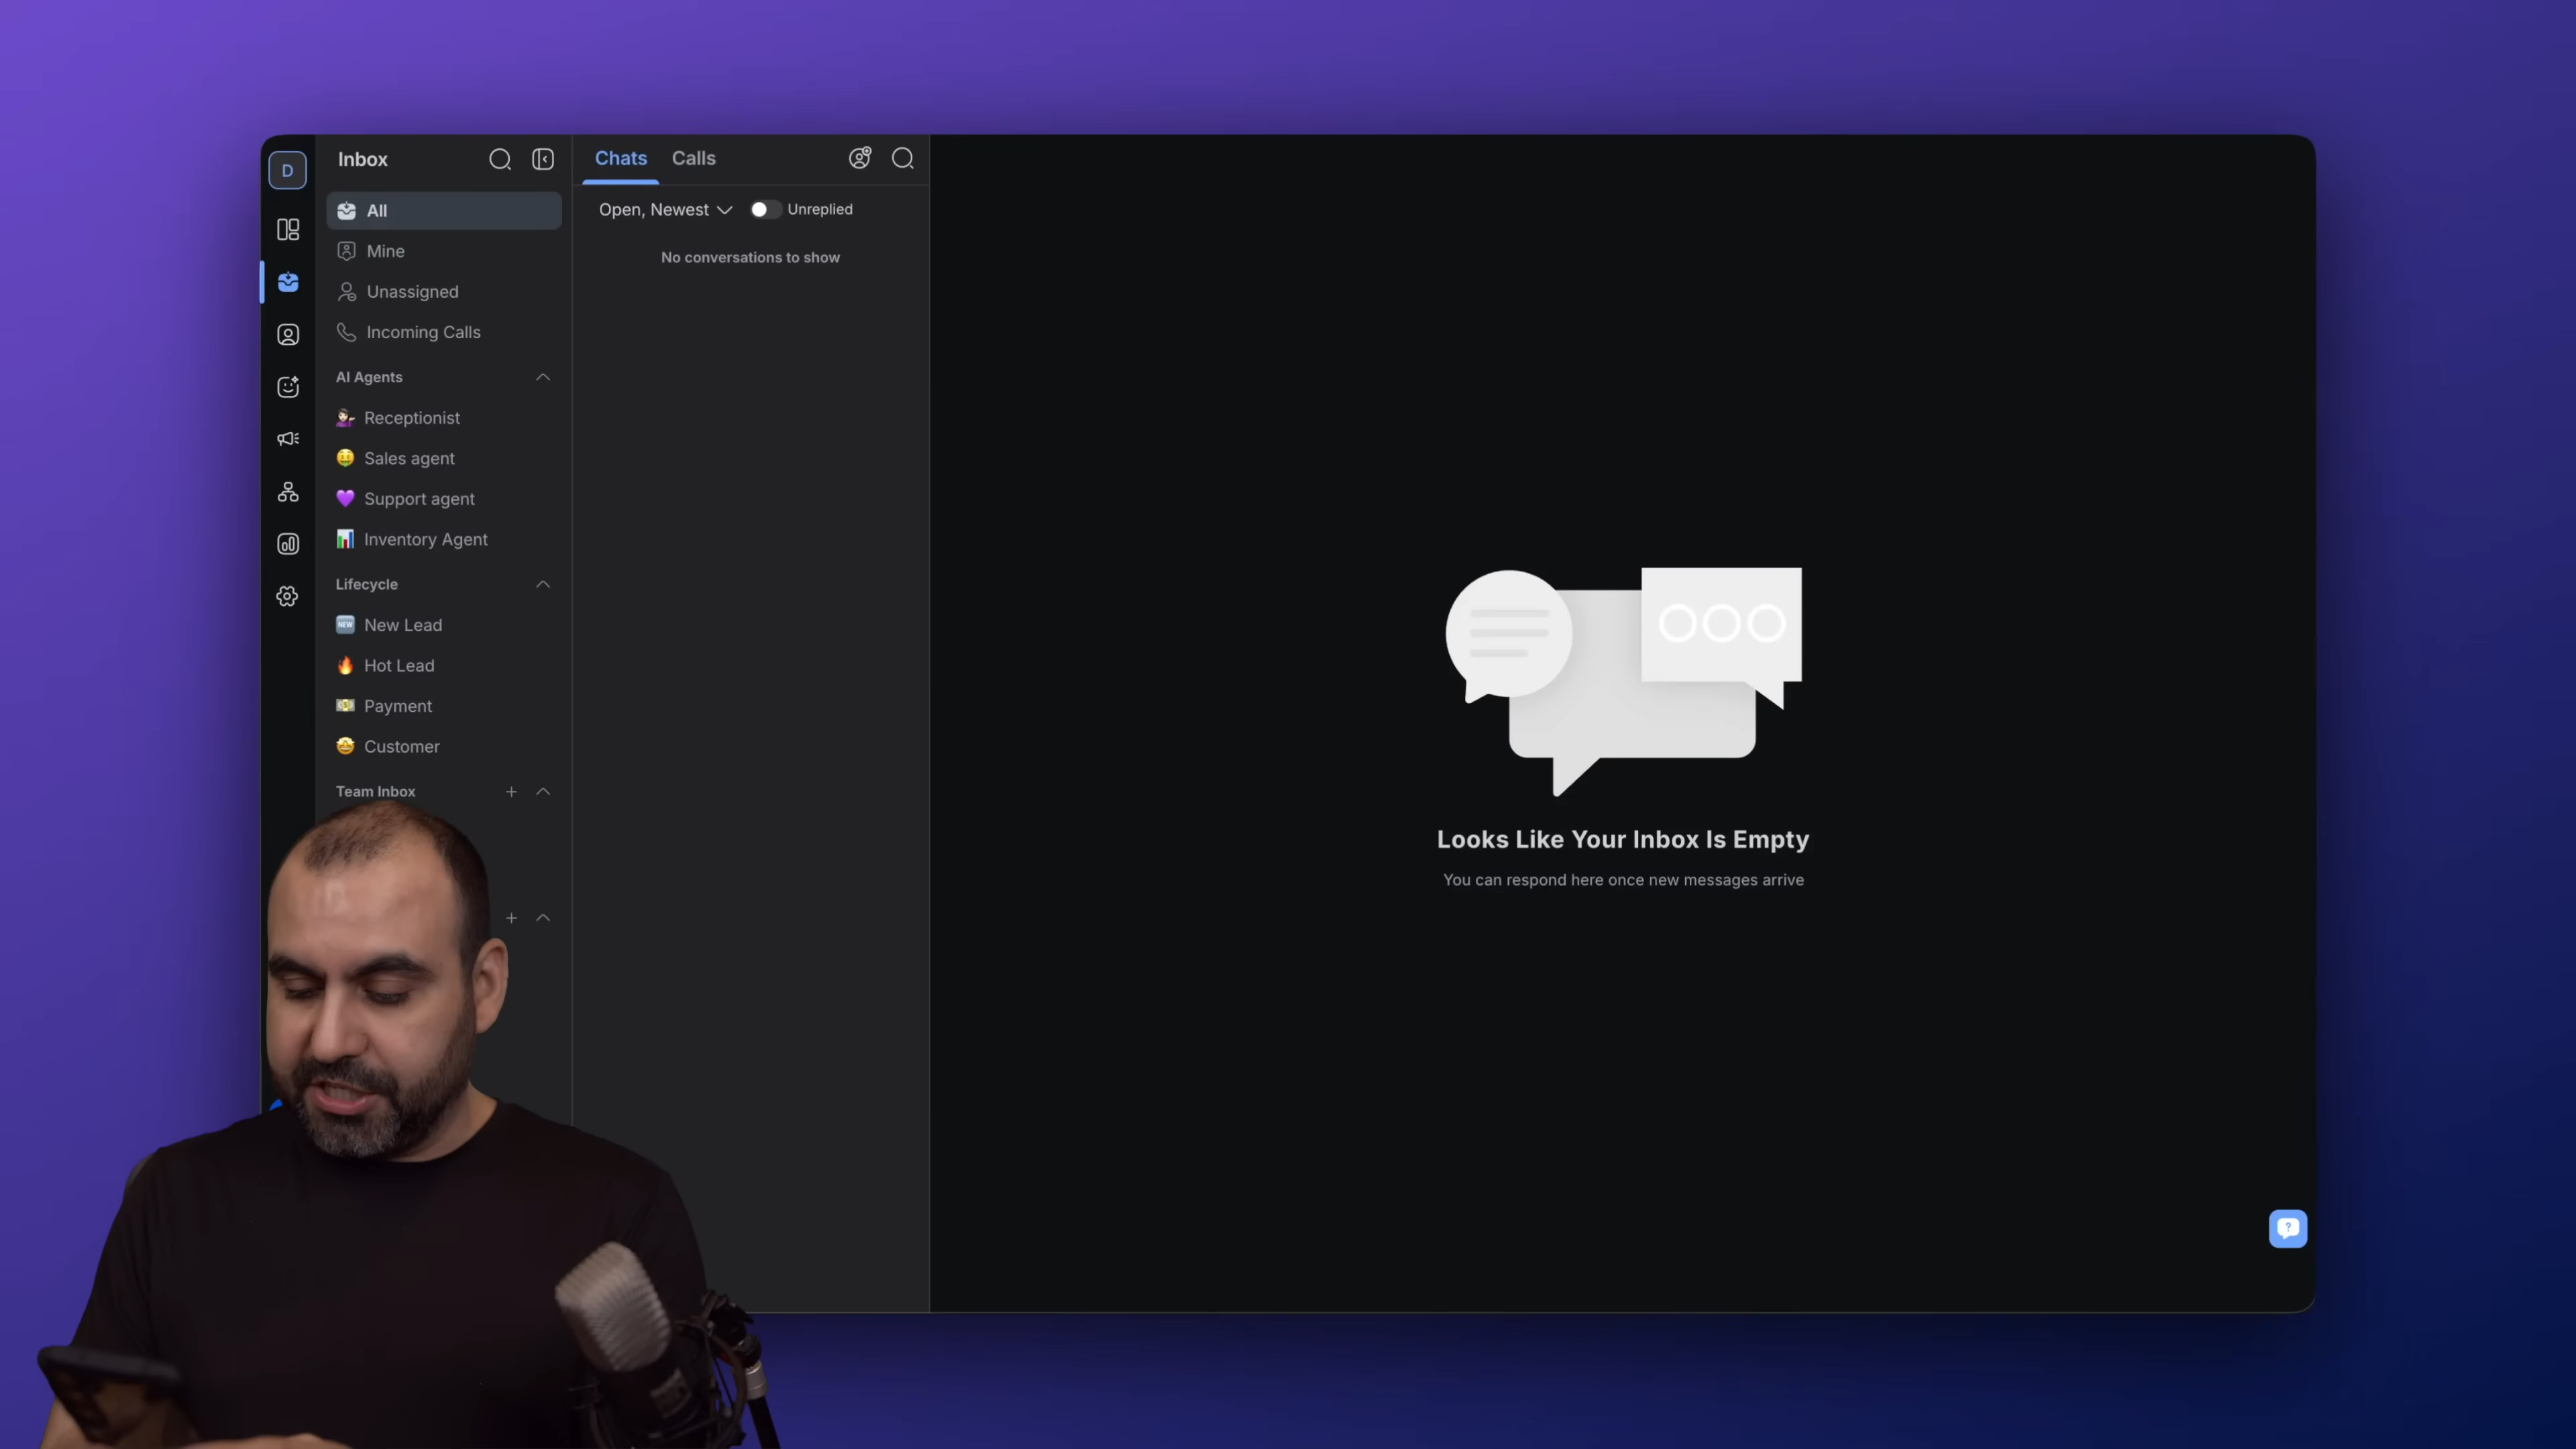 D
Inbox
All
Mine
Unassigned
Incoming Calls
AI Agents
Receptionist
Sales agent
Support agent
Inventory Agent
Lifecycle
NEW New Lead
Hot Lead
Payment
Customer
Team Inbox
Chats Calls
Open, Newest Unreplied
No conversations to show
Looks Like Your Inbox Is Empty
You can respond here once new messages arrive
?